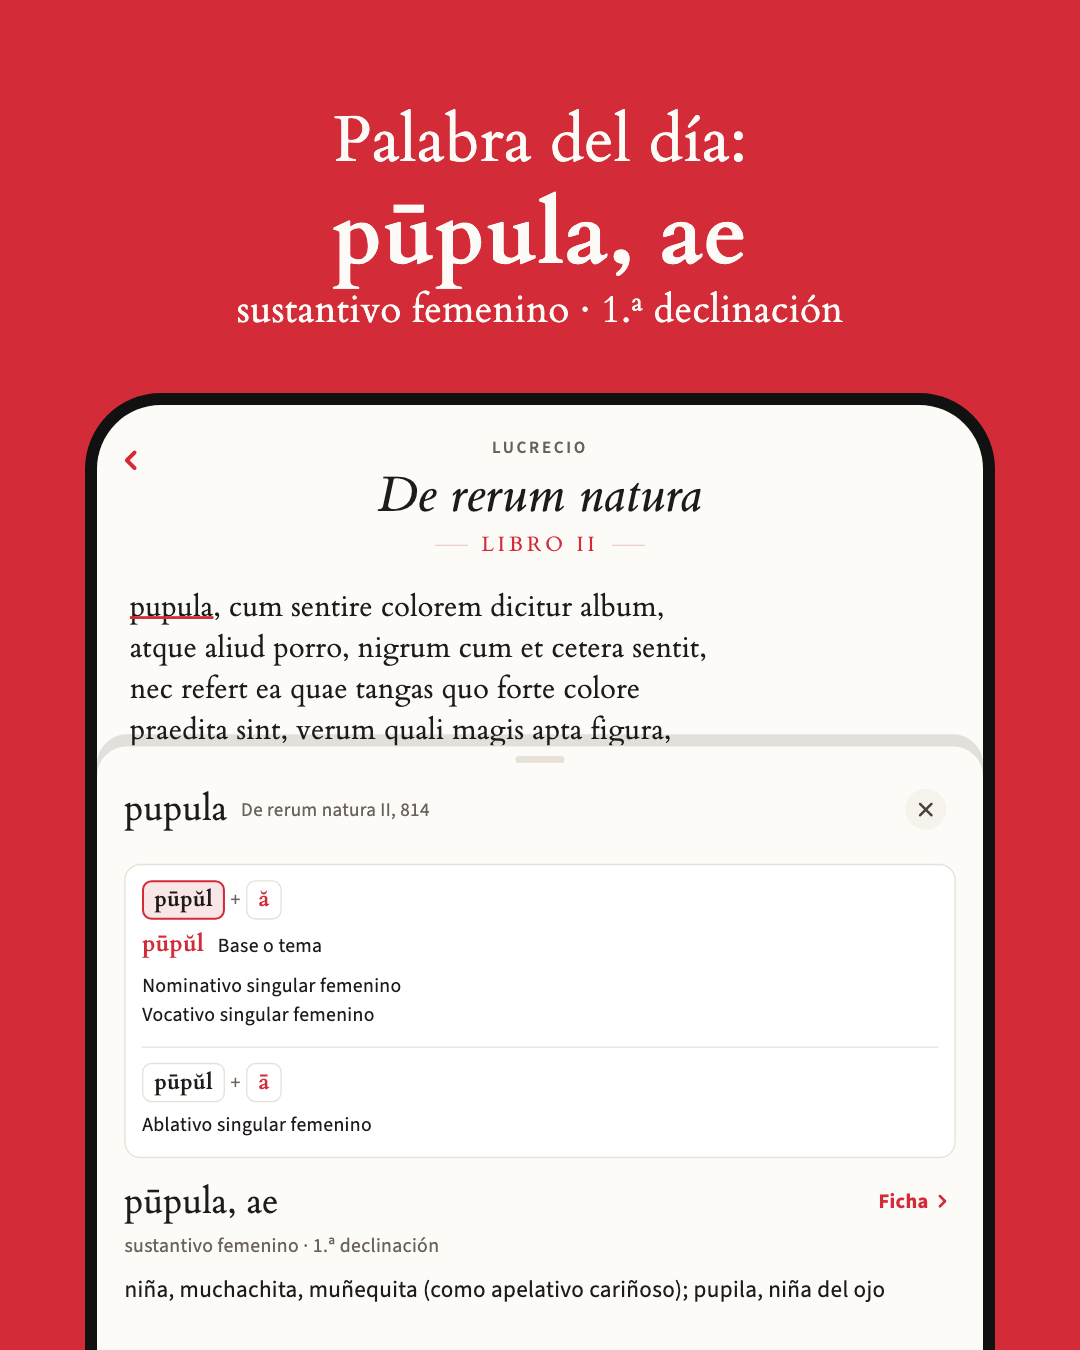 Palabra del día:
pūpula, ae
sustantivo femenino · 1.ª declinación
LUCRECIO
De rerum natura
LIBRO II
pupula, cum sentire colorem dicitur album,
atque aliud porro, nigrum cum et cetera sentit,
nec refert ea quae tangas quo forte colore
praedita sint, verum quali magis apta figura,
pupula De rerum natura II, 814
pūpŭl + ă
pūpŭl Base o tema
Nominativo singular femenino
Vocativo singular femenino
pūpŭl + ā
Ablativo singular femenino
pūpula, ae Ficha
sustantivo femenino · 1.ª declinación
niña, muchachita, muñequita (como apelativo cariñoso); pupila, niña del ojo